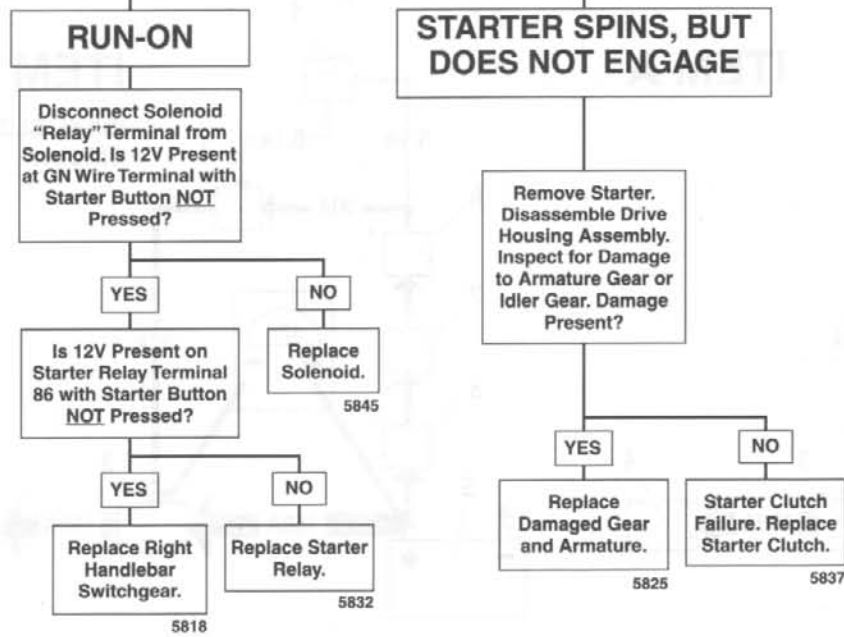 RUN-ON
Disconnect Solenoid
"Relay" Terminal from
Solenoid. Is 12V Present
at GN Wire Terminal with
Starter Button NOT
Pressed?
YES
NO
Is 12V Present on
Starter Relay Terminal
86 with Starter Button
NOT Pressed?
Replace
Solenoid.
5845
YES
NO
Replace Right
Handlebar
Switchgear.
5818
Replace Starter
Relay.
5832
STARTER SPINS, BUT
DOES NOT ENGAGE
Remove Starter.
Disassemble Drive
Housing Assembly.
Inspect for Damage
to Armature Gear or
Idler Gear. Damage
Present?
YES
NO
Replace
Damaged Gear
and Armature.
5825
Starter Clutch
Failure. Replace
Starter Clutch.
5837